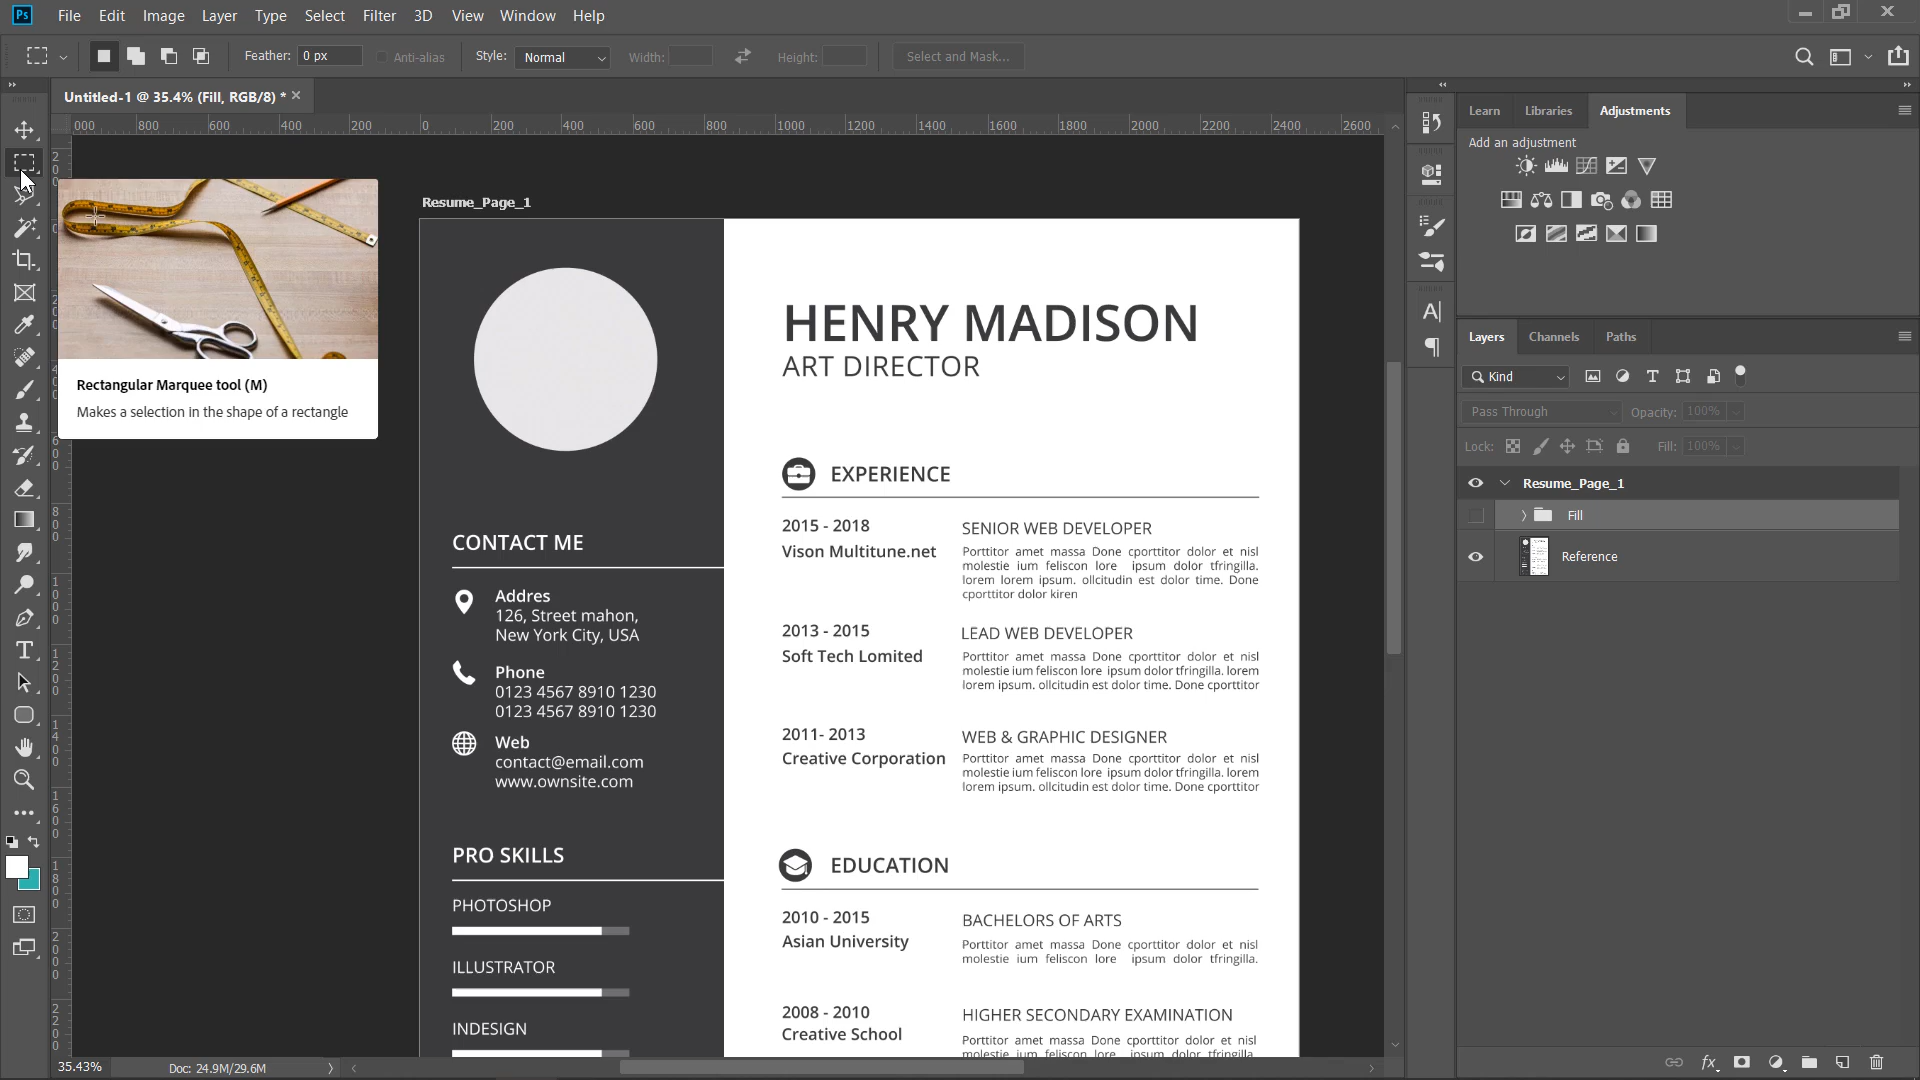 Ps File Edit Image Layer Type Select Filter 3D View Window Help
Feather: 0 px Anti-alias Style: Normal Width: Height: Select and Mask...
Untitled-1 @ 35.4% (Fill, RGB/8) * ×
000 800 600 400 200 0 200 400 600 800 1000 1200 1400 1600 1800 2000 2200 2400 2600
Learn Libraries Adjustments
Add an adjustment
Rectangular Marquee tool (M)
Makes a selection in the shape of a rectangle
Resume_Page_1
HENRY MADISON
ART DIRECTOR
EXPERIENCE
2015 - 2018
Vison Multitune.net
SENIOR WEB DEVELOPER
Porttitor amet massa Done cporttitor dolor et nisl
molestie ium feliscon lore ipsum dolor tfringilla.
lorem lorem ipsum. ollcitudin est dolor time. Done
cporttitor dolor kiren
2013 - 2015
Soft Tech Lomited
LEAD WEB DEVELOPER
Porttitor amet massa Done cporttitor dolor et nisl
molestie ium feliscon lore ipsum dolor tfringilla. lorem
lorem ipsum. ollcitudin est dolor time. Done cporttitor
2011- 2013
Creative Corporation
WEB & GRAPHIC DESIGNER
Porttitor amet massa Done cporttitor dolor et nisl
molestie ium feliscon lore ipsum dolor tfringilla. lorem
lorem ipsum. ollcitudin est dolor time. Done cporttitor
EDUCATION
2010 - 2015
Asian University
BACHELORS OF ARTS
Porttitor amet massa Done cporttitor dolor et nisl
molestie ium feliscon lore ipsum dolor tfringilla.
2008 - 2010
Creative School
HIGHER SECONDARY EXAMINATION
Porttitor amet massa Done cporttitor dolor et nisl
molestie ium feliscon lore ipsum dolor tfringilla.
CONTACT ME
Addres
126, Street mahon,
New York City, USA
Phone
0123 4567 8910 1230
0123 4567 8910 1230
Web
contact@email.com
www.ownsite.com
PRO SKILLS
PHOTOSHOP
ILLUSTRATOR
INDESIGN
Layers Channels Paths
Kind
Pass Through Opacity: 100%
Lock: Fill: 100%
Resume_Page_1
Fill
Reference
35.43% Doc: 24.9M/29.6M